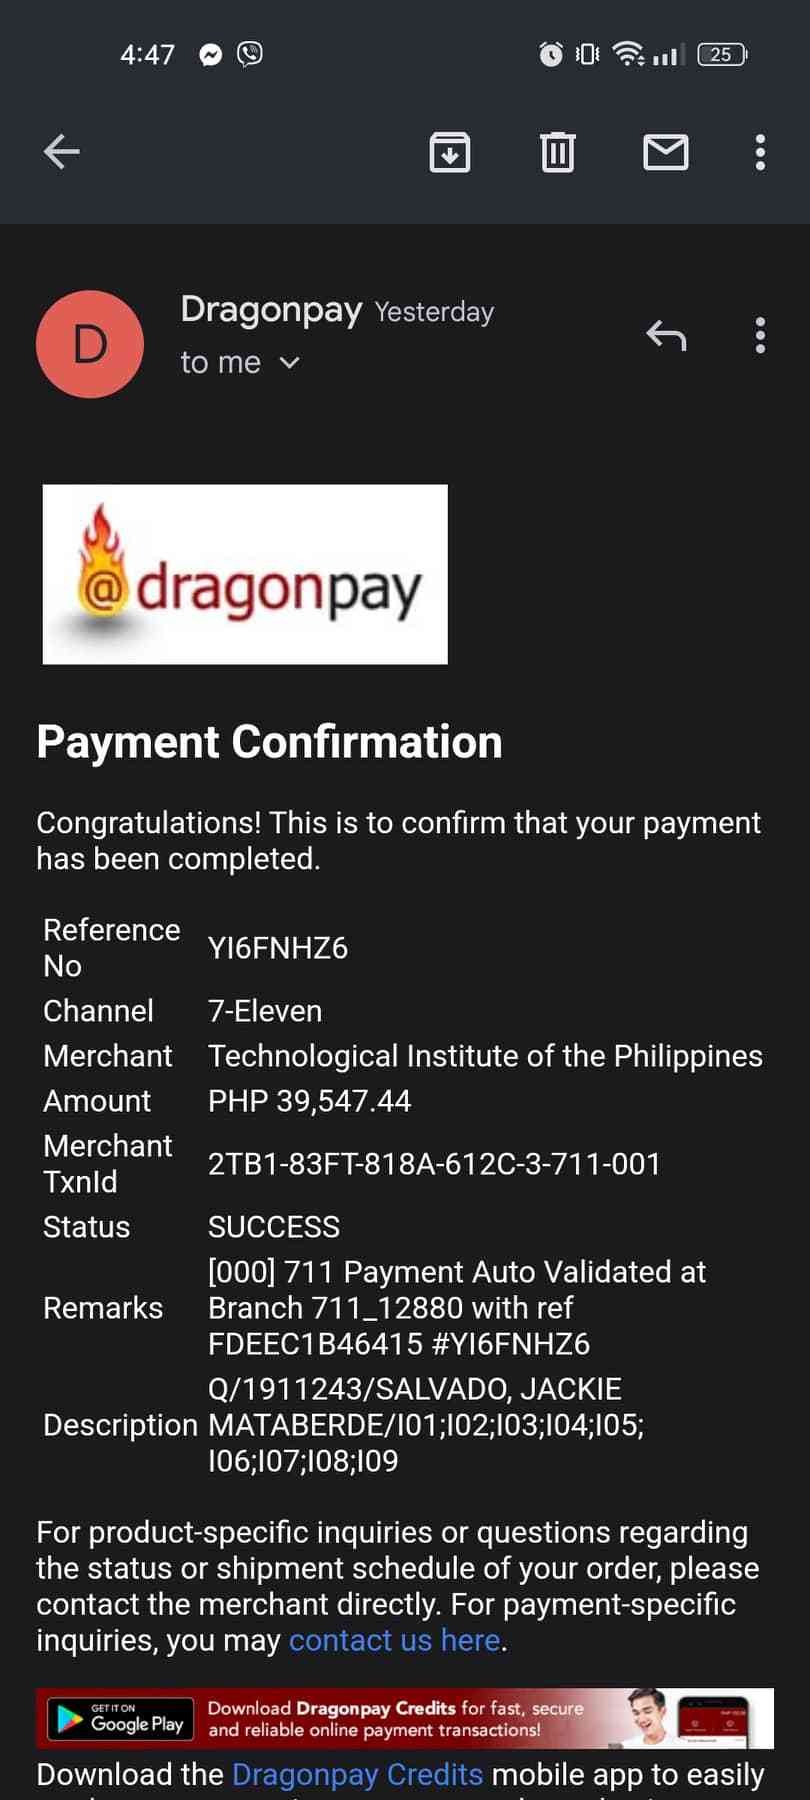 4:47
25
D
Dragonpay Yesterday
to me
@dragonpay
Payment Confirmation
Congratulations! This is to confirm that your payment
has been completed.
Reference
No
YI6FNHZ6
Channel 7-Eleven
Merchant Technological Institute of the Philippines
Amount PHP 39,547.44
Merchant
TxnId
2TB1-83FT-818A-612C-3-711-001
Status SUCCESS
Remarks
[000] 711 Payment Auto Validated at
Branch 711_12880 with ref
FDEEC1B46415 #YI6FNHZ6
Description
Q/1911243/SALVADO, JACKIE
MATABERDE/I01;I02;I03;I04;I05;
I06;I07;I08;I09
For product-specific inquiries or questions regarding
the status or shipment schedule of your order, please
contact the merchant directly. For payment-specific
inquiries, you may contact us here.
GET IT ON
Google Play
Download Dragonpay Credits for fast, secure
and reliable online payment transactions!
Download the Dragonpay Credits mobile app to easily